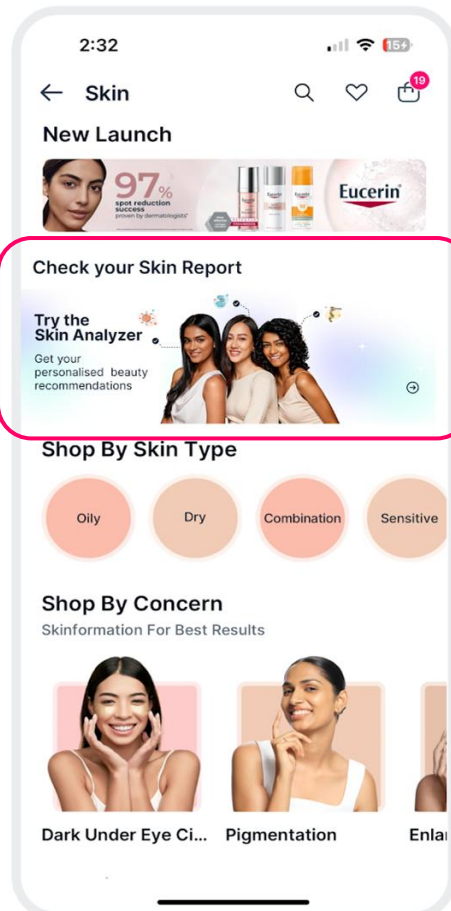 2:32
15
Skin
19
New Launch
97%
spot reduction
success
proven by dermatologists*
Eucerin
Check your Skin Report
Try the
Skin Analyzer
Get your
personalised beauty
recommendations
Shop By Skin Type
Oily
Dry
Combination
Sensitive
Shop By Concern
Skinformation For Best Results
Dark Under Eye Ci...
Pigmentation
Enla